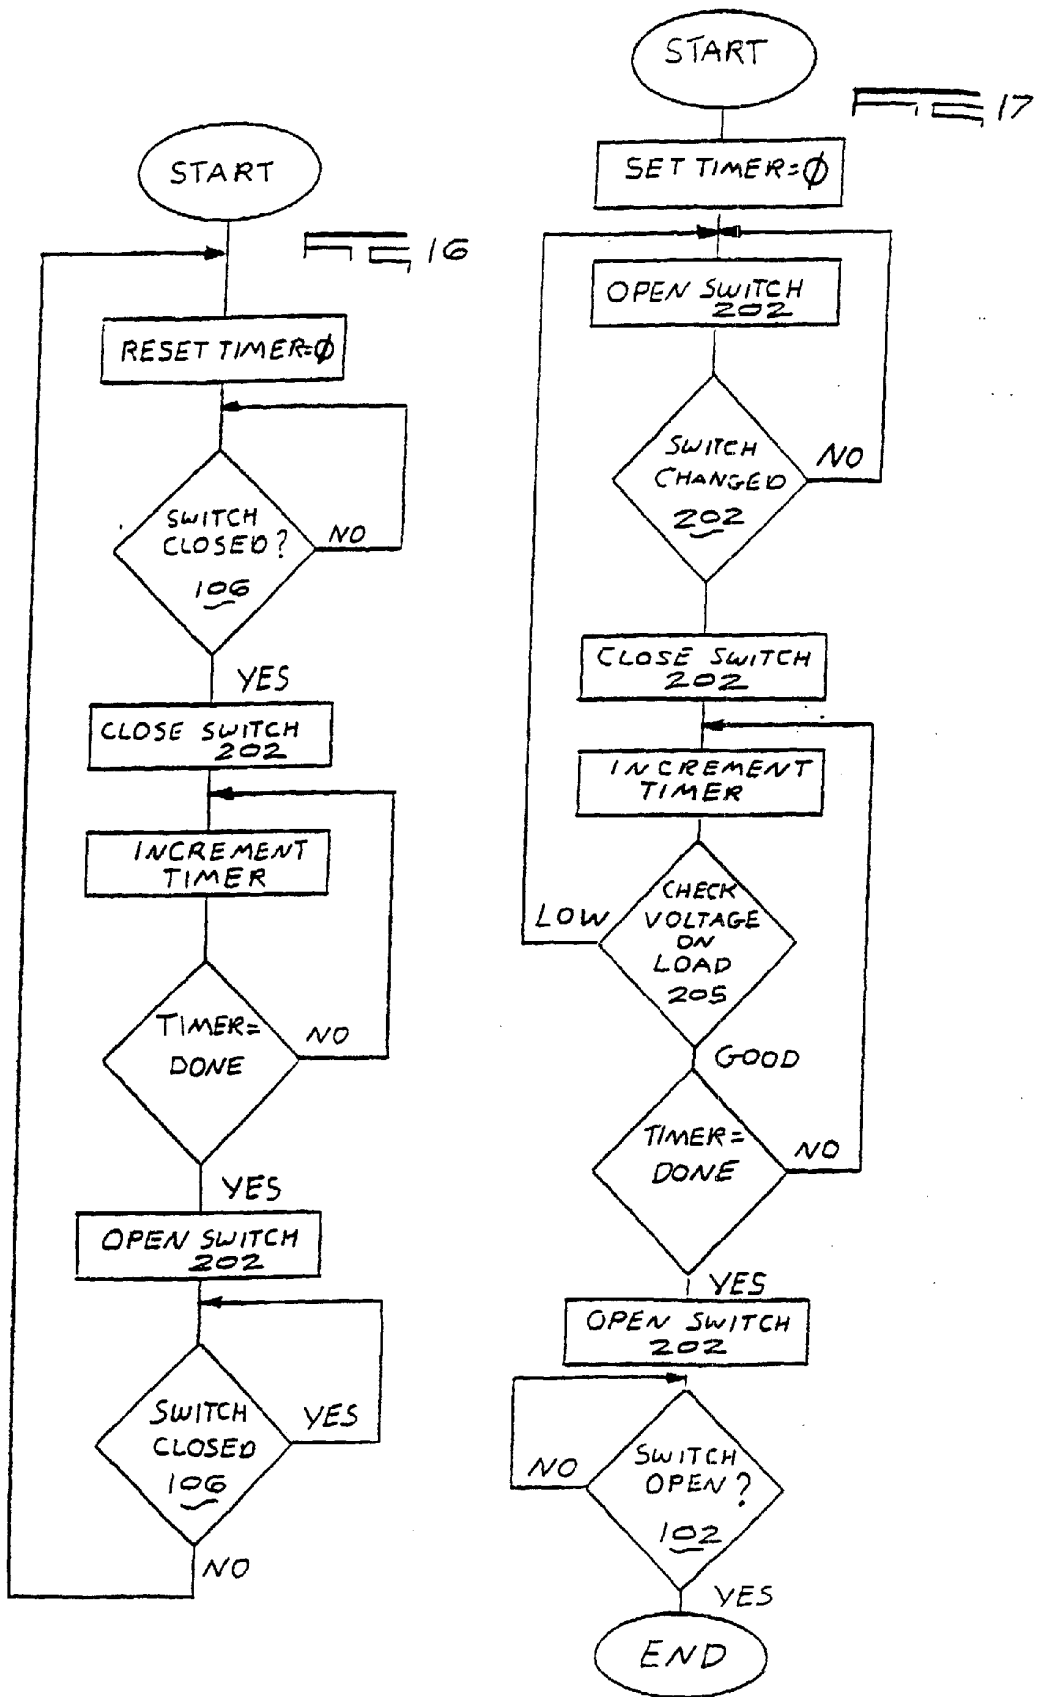 START
FIG 16
RESET TIMER=Ø
SWITCH
CLOSED?
NO
106
YES
CLOSE SWITCH
202
INCREMENT
TIMER
TIMER=
DONE
NO
YES
OPEN SWITCH
202
SWITCH
CLOSED
YES
106
NO
START
FIG 17
SET TIMER=Ø
OPEN SWITCH
202
SWITCH
CHANGED
NO
202
CLOSE SWITCH
202
INCREMENT
TIMER
CHECK
LOW
VOLTAGE
ON
LOAD
205
GOOD
TIMER=
DONE
NO
YES
OPEN SWITCH
202
SWITCH
OPEN?
NO
102
YES
END